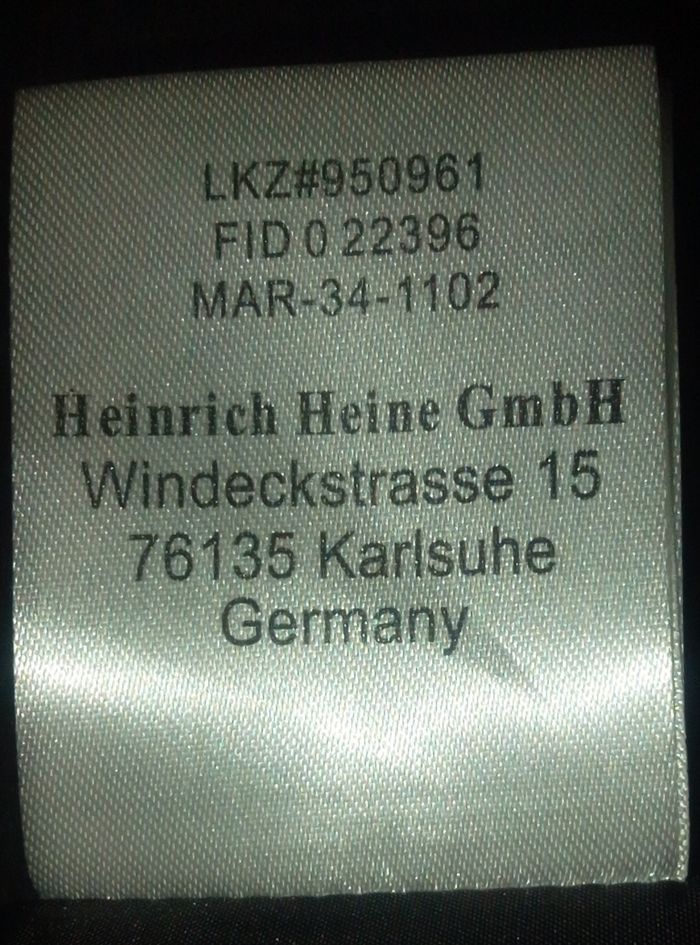 LKZ#950961
FID 0 22396
MAR-34-1102
Heinrich Heine GmbH
Windeckstrasse 15
76135 Karlsuhe
Germany